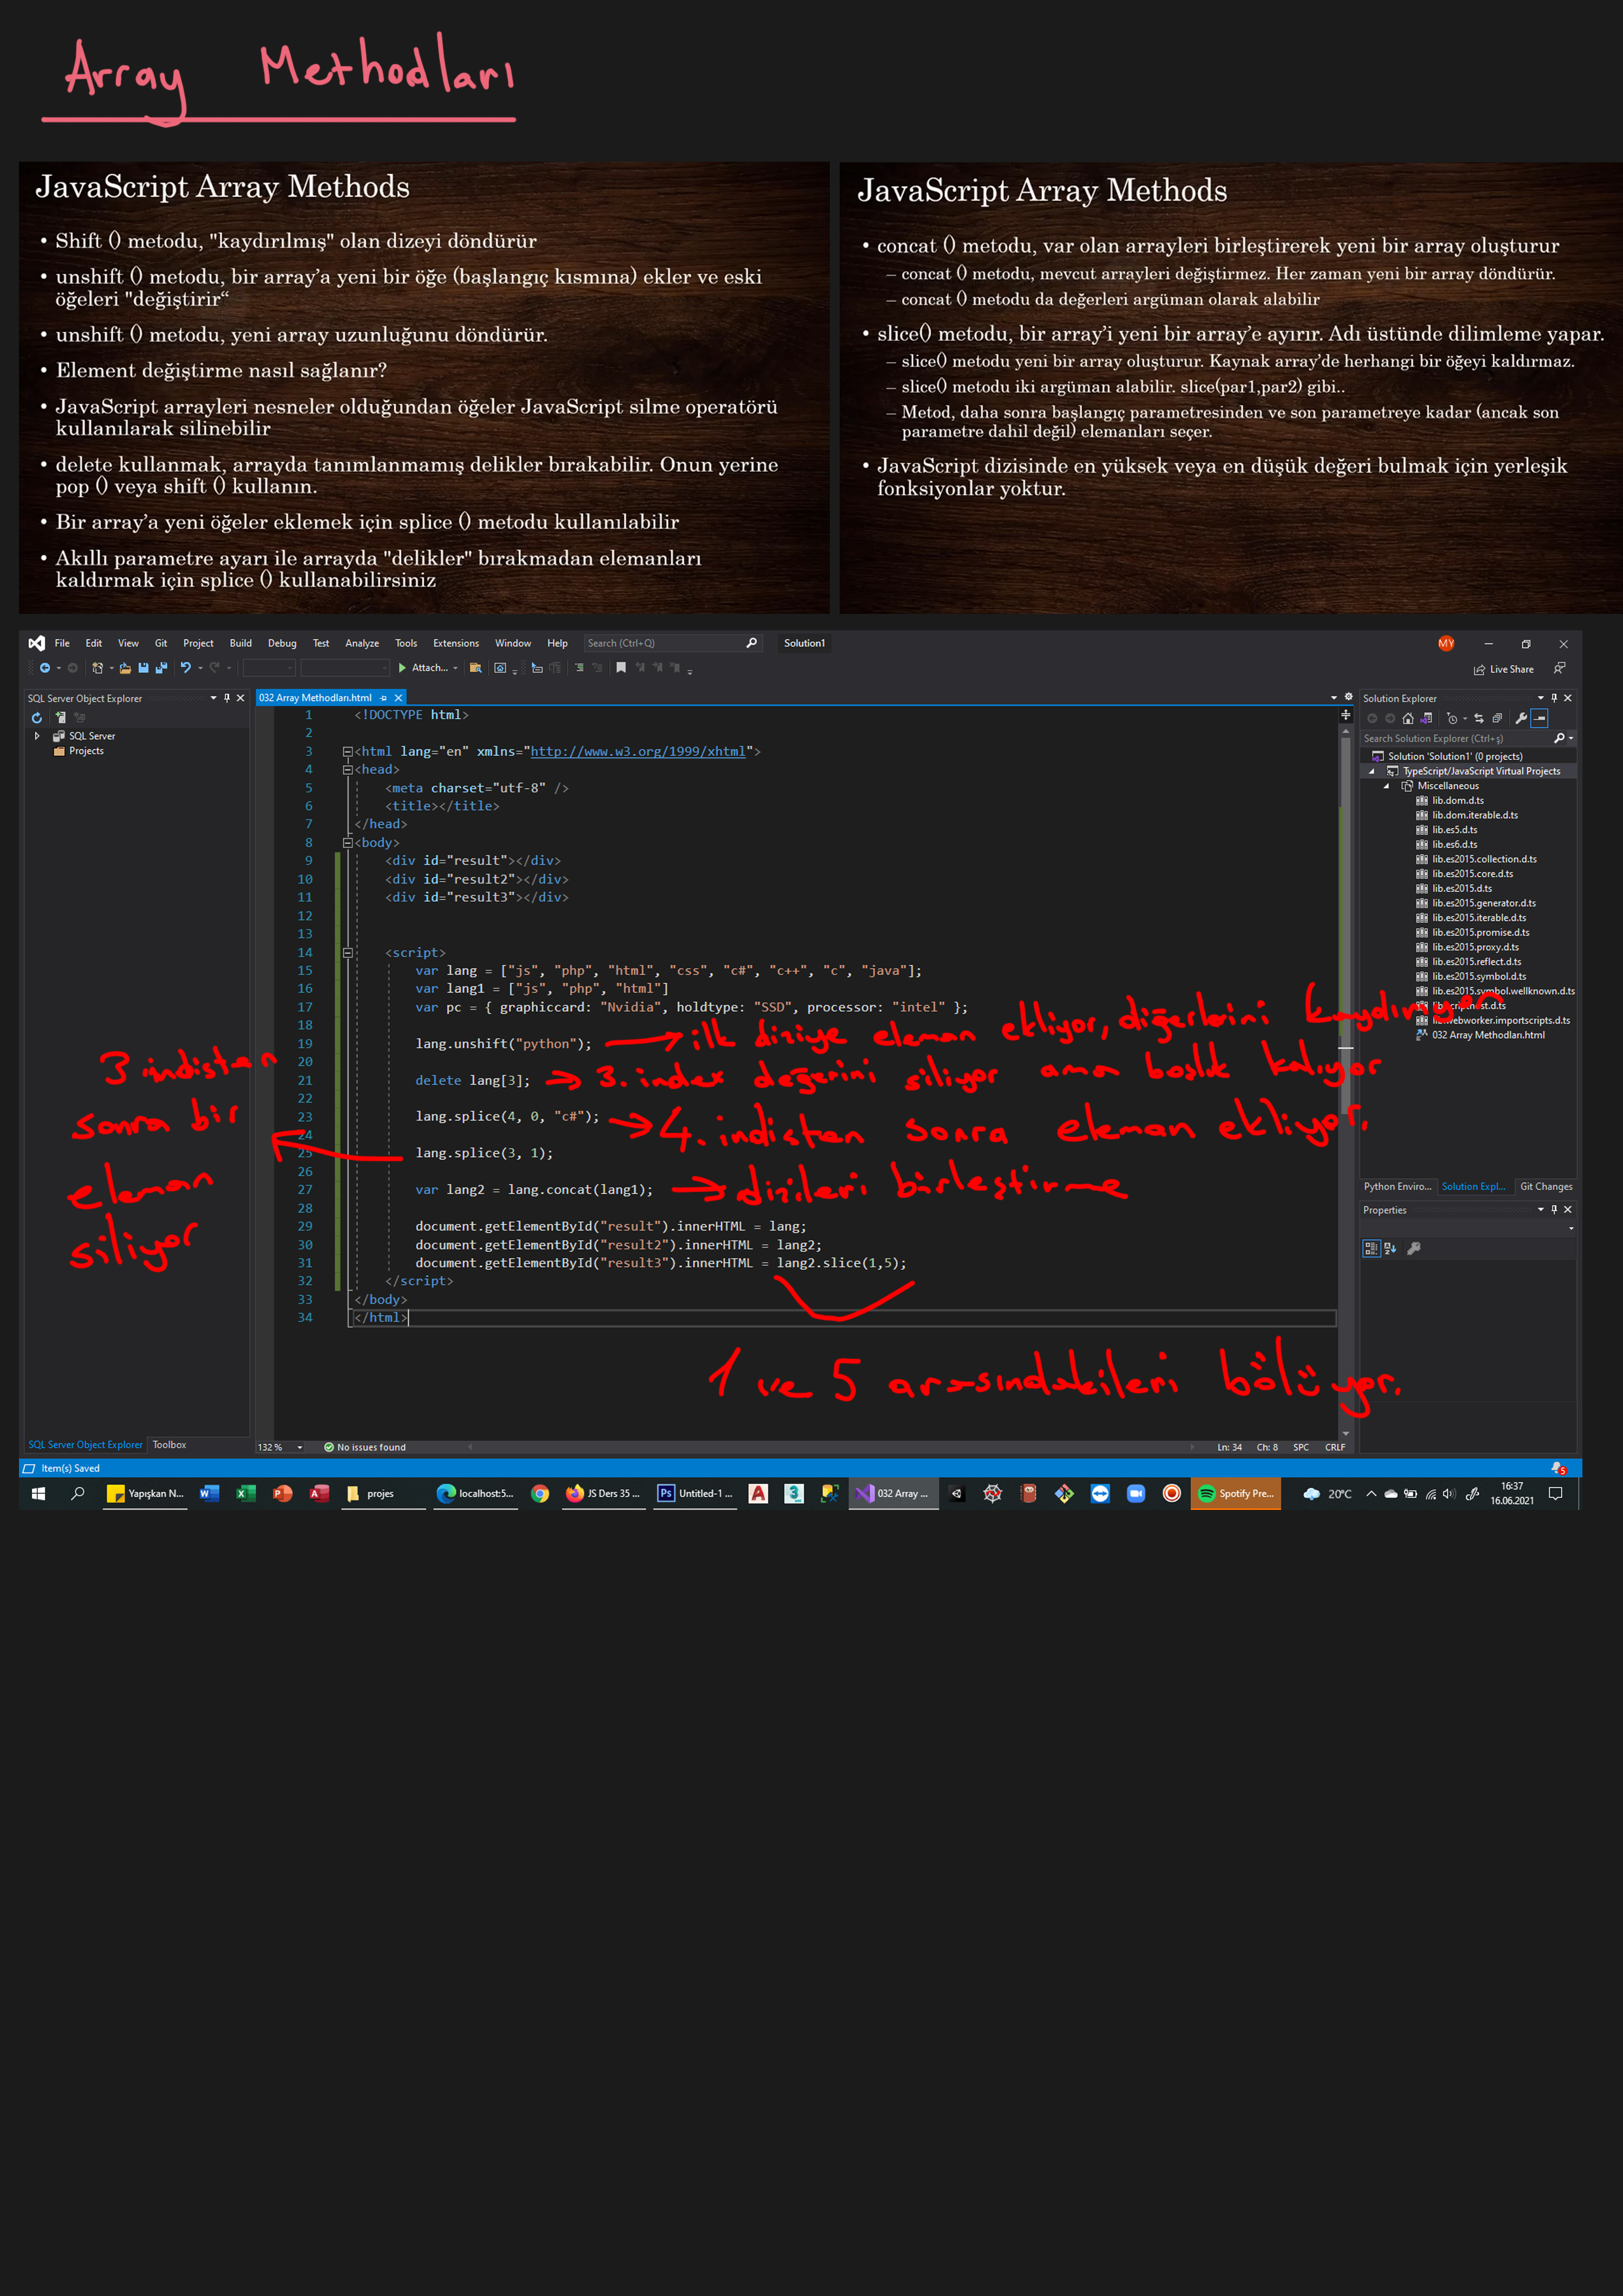 Array Methodları
JavaScript Array Methods
• Shift () metodu, "kaydırılmış" olan dizeyi döndürür
• unshift () metodu, bir array’a yeni bir öğe (başlangıç kısmına) ekler ve eski
öğeleri "değiştirir“
• unshift () metodu, yeni array uzunluğunu döndürür.
• Element değiştirme nasıl sağlanır?
• JavaScript arrayleri nesneler olduğundan öğeler JavaScript silme operatörü
kullanılarak silinebilir
• delete kullanmak, arrayda tanımlanmamış delikler bırakabilir. Onun yerine
pop () veya shift () kullanın.
• Bir array’a yeni öğeler eklemek için splice () metodu kullanılabilir
• Akıllı parametre ayarı ile arrayda "delikler" bırakmadan elemanları
kaldırmak için splice () kullanabilirsiniz
JavaScript Array Methods
• concat () metodu, var olan arrayleri birleştirerek yeni bir array oluşturur
– concat () metodu, mevcut arrayleri değiştirmez. Her zaman yeni bir array döndürür.
– concat () metodu da değerleri argüman olarak alabilir
• slice() metodu, bir array’i yeni bir array’e ayırır. Adı üstünde dilimleme yapar.
– slice() metodu yeni bir array oluşturur. Kaynak array’de herhangi bir öğeyi kaldırmaz.
– slice() metodu iki argüman alabilir. slice(par1,par2) gibi..
– Metod, daha sonra başlangıç parametresinden ve son parametreye kadar (ancak son
parametre dahil değil) elemanları seçer.
• JavaScript dizisinde en yüksek veya en düşük değeri bulmak için yerleşik
fonksiyonlar yoktur.
File Edit View Git Project Build Debug Test Analyze Tools Extensions Window Help Search (Ctrl+Q) Solution1 MY
Attach... Live Share
SQL Server Object Explorer
SQL Server
Projects
032 Array Methodları.html
1 <!DOCTYPE html>
2
3 <html lang="en" xmlns="http://www.w3.org/1999/xhtml">
4 <head>
5 <meta charset="utf-8" />
6 <title></title>
7 </head>
8 <body>
9 <div id="result"></div>
10 <div id="result2"></div>
11 <div id="result3"></div>
12
13
14 <script>
15 var lang = ["js", "php", "html", "css", "c#", "c++", "c", "java"];
16 var lang1 = ["js", "php", "html"]
17 var pc = { graphiccard: "Nvidia", holdtype: "SSD", processor: "intel" };
18
19 lang.unshift("python"); → ilk diziye eleman ekliyor, diğerlerini kaydırıyor
20
21 delete lang[3]; → 3. index değerini siliyor ama boşluk kalıyor
22
23 lang.splice(4, 0, "c#"); → 4. indisten sonra eleman ekliyor.
24
25 lang.splice(3, 1);
26
27 var lang2 = lang.concat(lang1); → dizileri birleştirme
28
29 document.getElementById("result").innerHTML = lang;
30 document.getElementById("result2").innerHTML = lang2;
31 document.getElementById("result3").innerHTML = lang2.slice(1,5);
32 </script>
33 </body>
34 </html>
3 indisten
sonra bir
eleman
siliyor
1 ve 5 arasındakileri bölüyor.
Solution Explorer
Search Solution Explorer (Ctrl+ş)
Solution 'Solution1' (0 projects)
TypeScript/JavaScript Virtual Projects
Miscellaneous
lib.dom.d.ts
lib.dom.iterable.d.ts
lib.es5.d.ts
lib.es6.d.ts
lib.es2015.collection.d.ts
lib.es2015.core.d.ts
lib.es2015.d.ts
lib.es2015.generator.d.ts
lib.es2015.iterable.d.ts
lib.es2015.promise.d.ts
lib.es2015.proxy.d.ts
lib.es2015.reflect.d.ts
lib.es2015.symbol.d.ts
lib.es2015.symbol.wellknown.d.ts
032 Array Methodları.html
Python Enviro... Solution Expl... Git Changes
Properties
SQL Server Object Explorer Toolbox
132 % No issues found Ln: 34 Ch: 8 SPC CRLF
Item(s) Saved 5
Yapışkan N... projes localhost:5... JS Ders 35 ... Untitled-1 ... 032 Array ... Spotify Pre... 20°C 16:37
16.06.2021